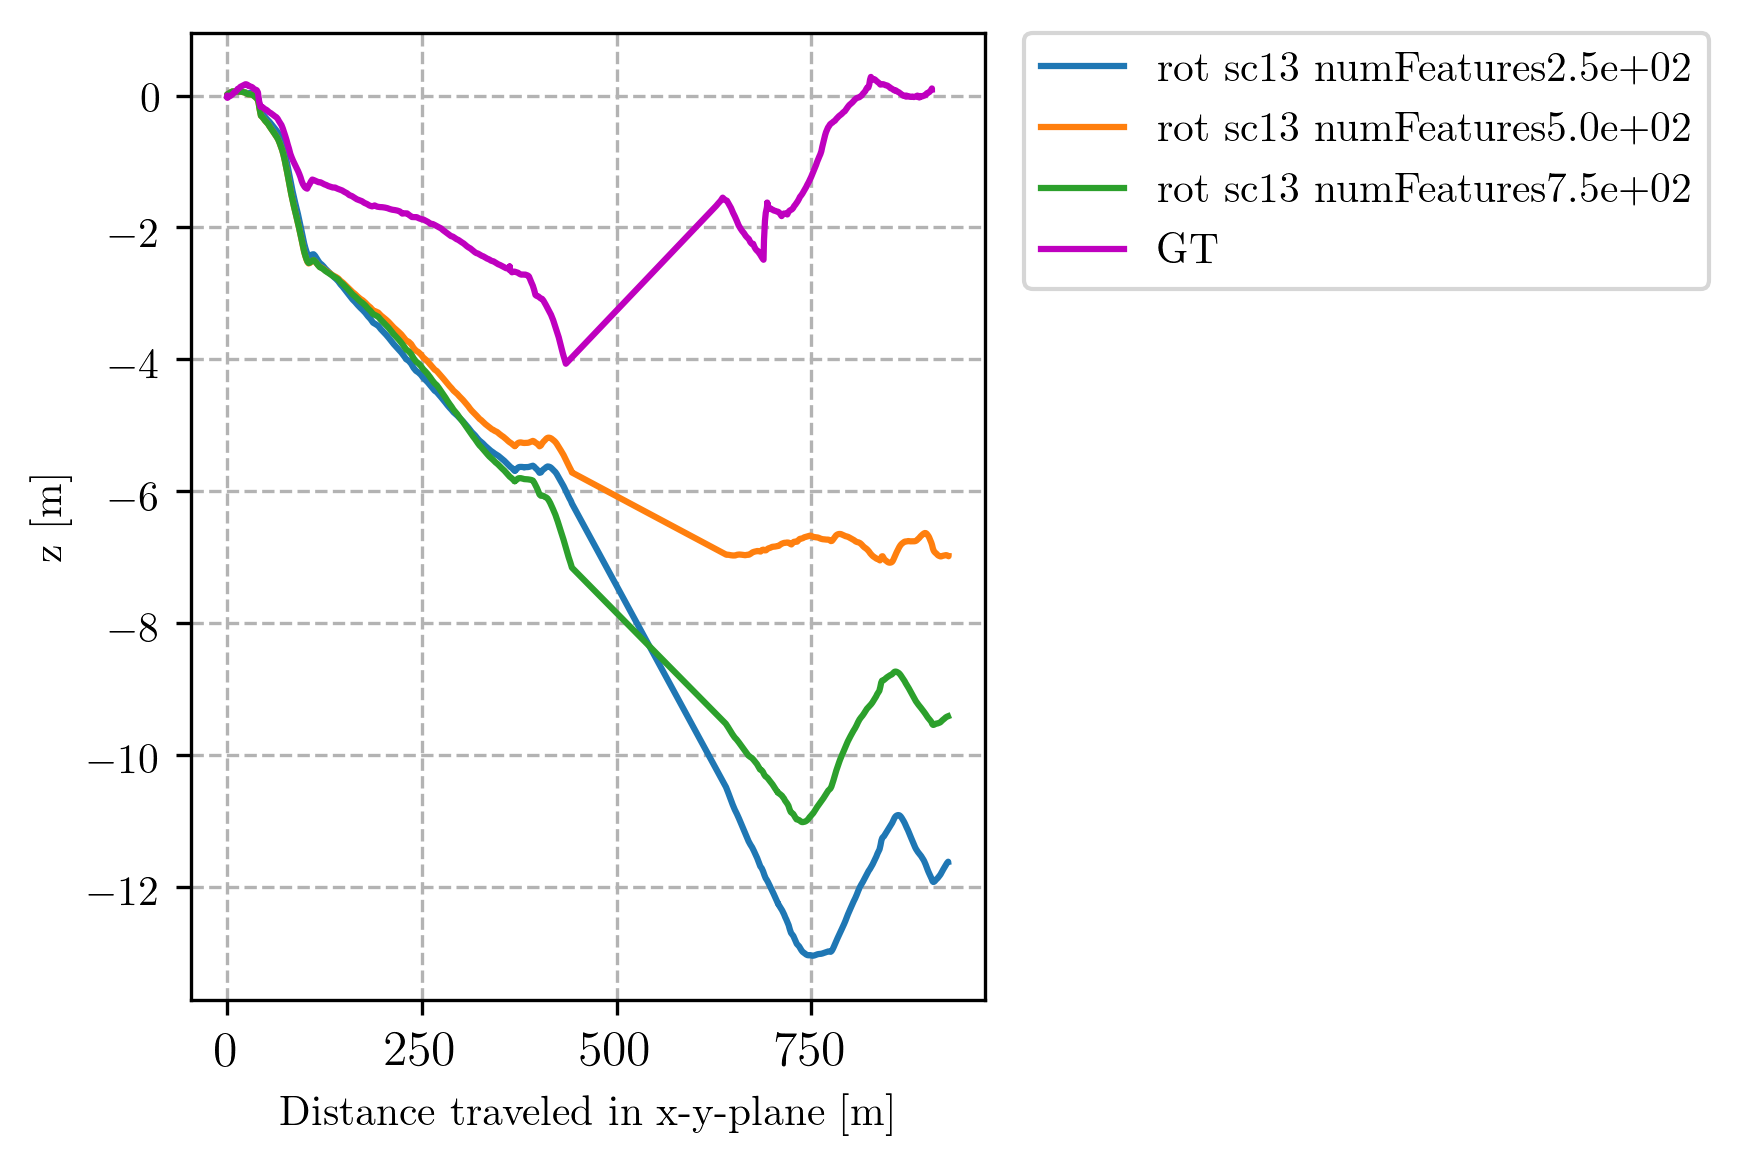 rot sc13 numFeatures2.5e+02
rot sc13 numFeatures5.0e+02
rot sc13 numFeatures7.5e+02
GT
0
−2
−4
−6
−8
−10
−12
z [m]
0 250 500 750
Distance traveled in x-y-plane [m]